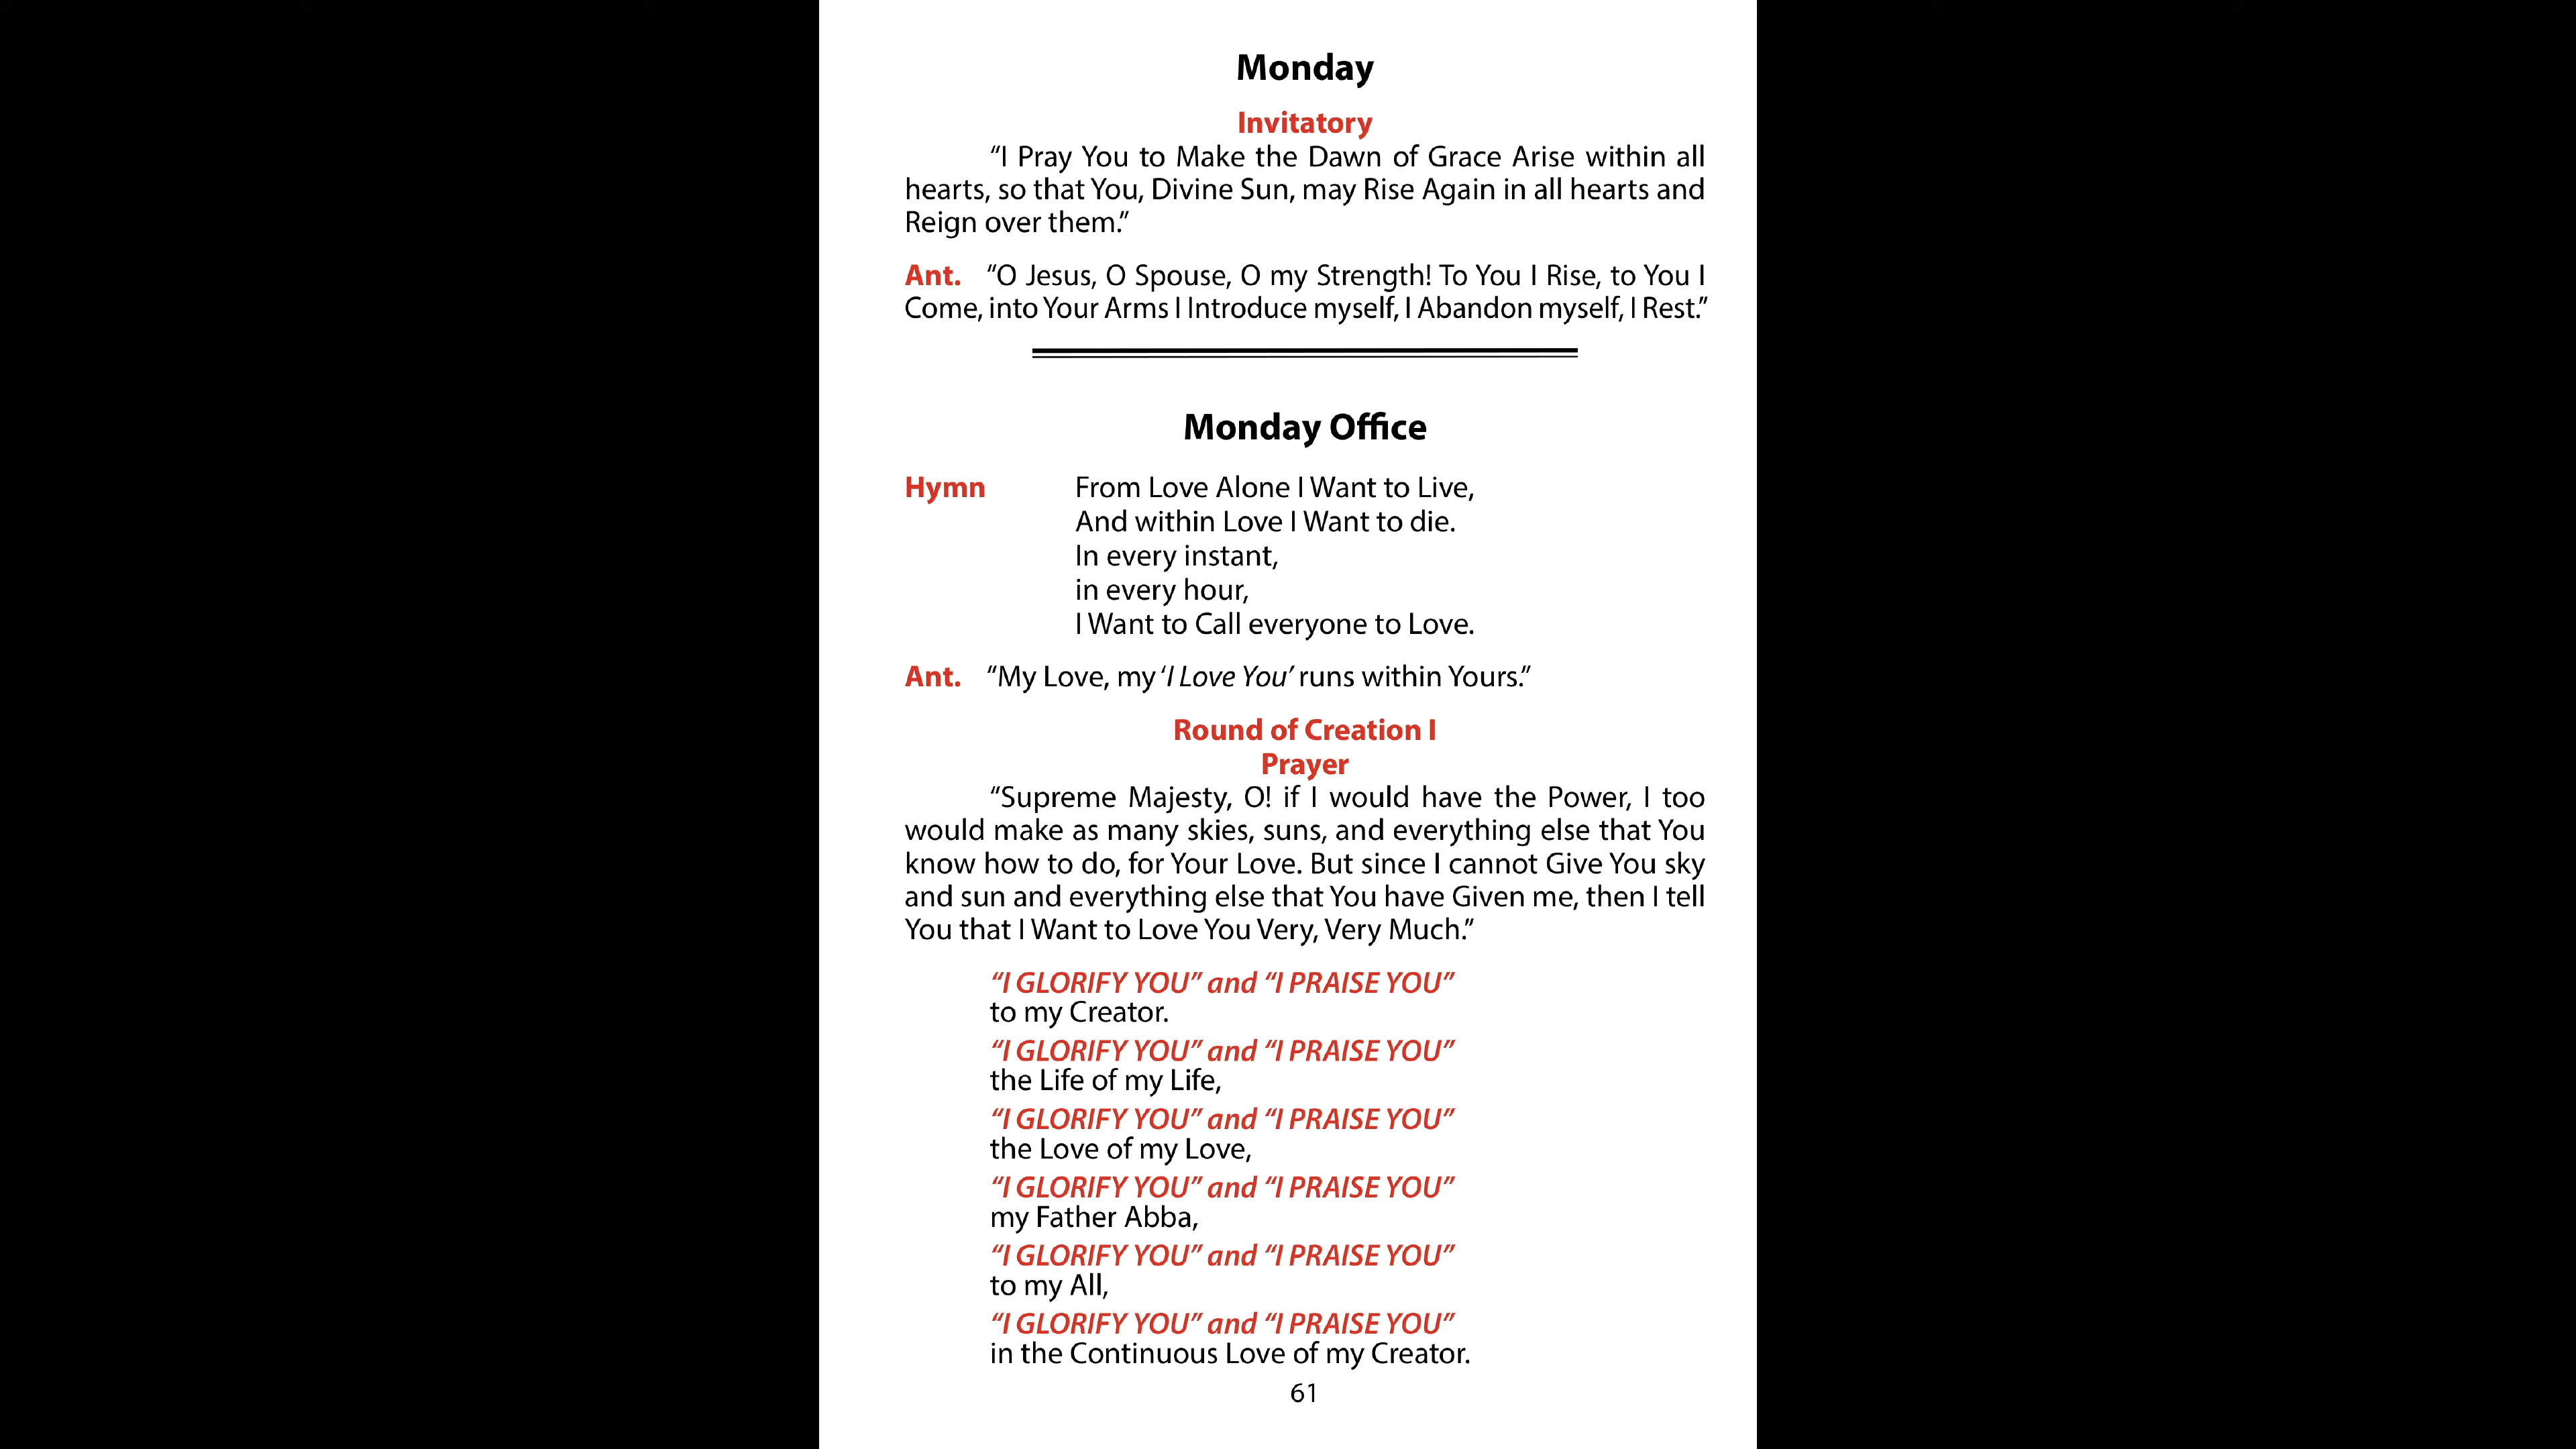 Monday
Invitatory
“I Pray You to Make the Dawn of Grace Arise within all
hearts, so that You, Divine Sun, may Rise Again in all hearts and
Reign over them.”
Ant. “O Jesus, O Spouse, O my Strength! To You I Rise, to You I
Come, into Your Arms I Introduce myself, I Abandon myself, I Rest.”
Monday Office
Hymn From Love Alone I Want to Live,
And within Love I Want to die.
In every instant,
in every hour,
I Want to Call everyone to Love.
Ant. “My Love, my ‘I Love You’ runs within Yours.”
Round of Creation I
Prayer
“Supreme Majesty, O! if I would have the Power, I too
would make as many skies, suns, and everything else that You
know how to do, for Your Love. But since I cannot Give You sky
and sun and everything else that You have Given me, then I tell
You that I Want to Love You Very, Very Much.”
“I GLORIFY YOU” and “I PRAISE YOU”
to my Creator.
“I GLORIFY YOU” and “I PRAISE YOU”
the Life of my Life,
“I GLORIFY YOU” and “I PRAISE YOU”
the Love of my Love,
“I GLORIFY YOU” and “I PRAISE YOU”
my Father Abba,
“I GLORIFY YOU” and “I PRAISE YOU”
to my All,
“I GLORIFY YOU” and “I PRAISE YOU”
in the Continuous Love of my Creator.
61